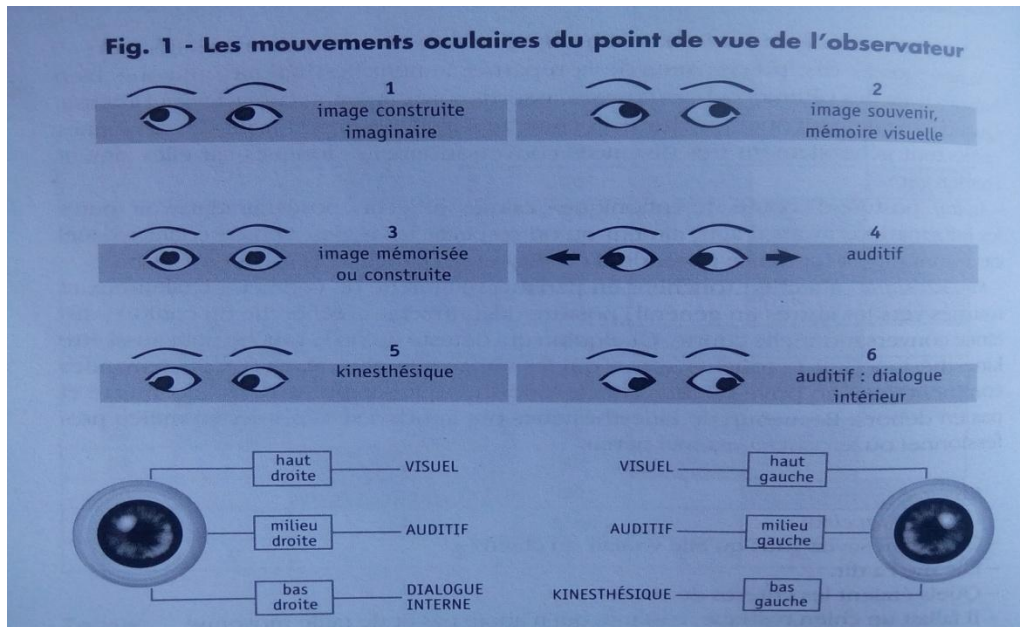 Fig. 1 - Les mouvements oculaires du point de vue de l'observateur
1
image construite
imaginaire
2
image souvenir,
mémoire visuelle
3
image mémorisée
ou construite
4
auditif
5
kinesthésique
6
auditif : dialogue
intérieur
haut
droite
VISUEL
milieu
droite
AUDITIF
bas
droite
DIALOGUE
INTERNE
VISUEL
haut
gauche
AUDITIF
milieu
gauche
KINESTHÉSIQUE
bas
gauche